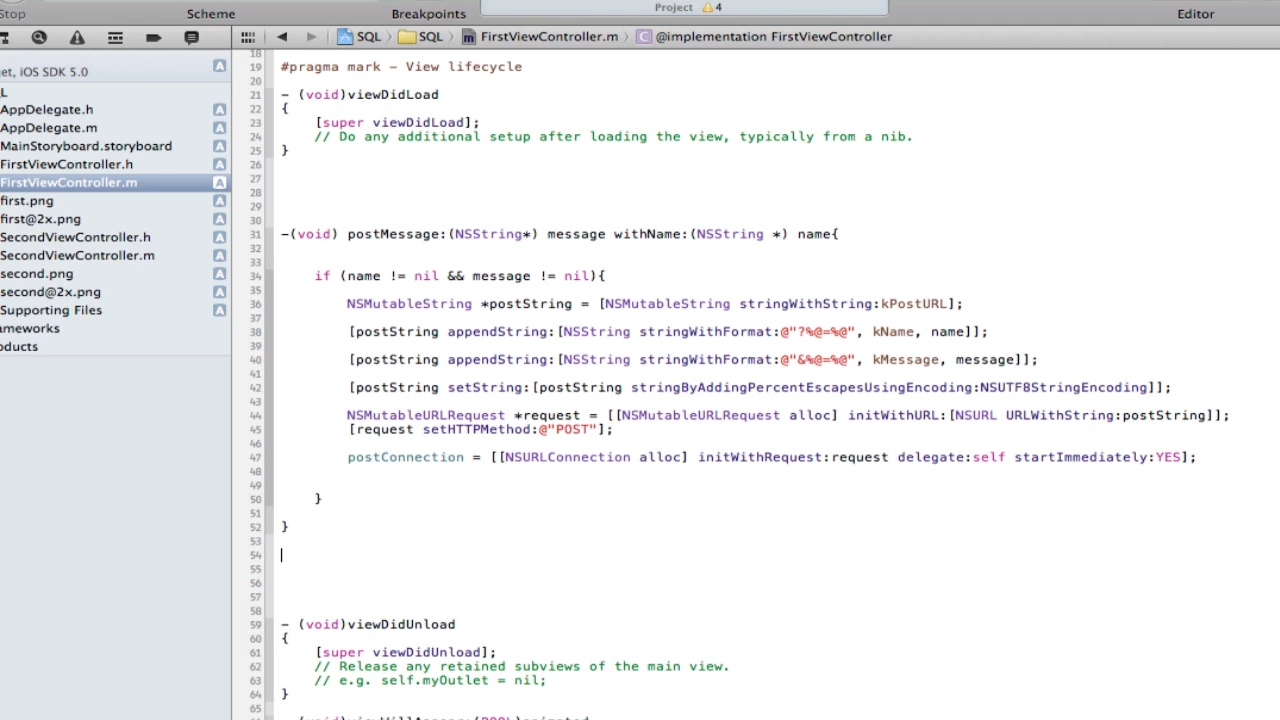 Stop Scheme Breakpoints Project 4 Editor
SQL SQL FirstViewController.m @implementation FirstViewController
get, iOS SDK 5.0
L
AppDelegate.h A
AppDelegate.m A
MainStoryboard.storyboard A
FirstViewController.h A
FirstViewController.m A
first.png A
first@2x.png A
SecondViewController.h A
SecondViewController.m A
second.png A
second@2x.png A
Supporting Files A
ameworks
oducts
18
19 #pragma mark - View lifecycle
20
21 - (void)viewDidLoad
22 {
23 [super viewDidLoad];
24 // Do any additional setup after loading the view, typically from a nib.
25 }
26
27
28
29
30
31 -(void) postMessage:(NSString*) message withName:(NSString *) name{
32
33
34 if (name != nil && message != nil){
35
36 NSMutableString *postString = [NSMutableString stringWithString:kPostURL];
37
38 [postString appendString:[NSString stringWithFormat:@"?%@=%@", kName, name]];
39
40 [postString appendString:[NSString stringWithFormat:@"&%@=%@", kMessage, message]];
41
42 [postString setString:[postString stringByAddingPercentEscapesUsingEncoding:NSUTF8StringEncoding]];
43
44 NSMutableURLRequest *request = [[NSMutableURLRequest alloc] initWithURL:[NSURL URLWithString:postString]];
45 [request setHTTPMethod:@"POST"];
46
47 postConnection = [[NSURLConnection alloc] initWithRequest:request delegate:self startImmediately:YES];
48
49
50 }
51
52 }
53
54
55
56
57
58
59 - (void)viewDidUnload
60 {
61 [super viewDidUnload];
62 // Release any retained subviews of the main view.
63 // e.g. self.myOutlet = nil;
64 }
65